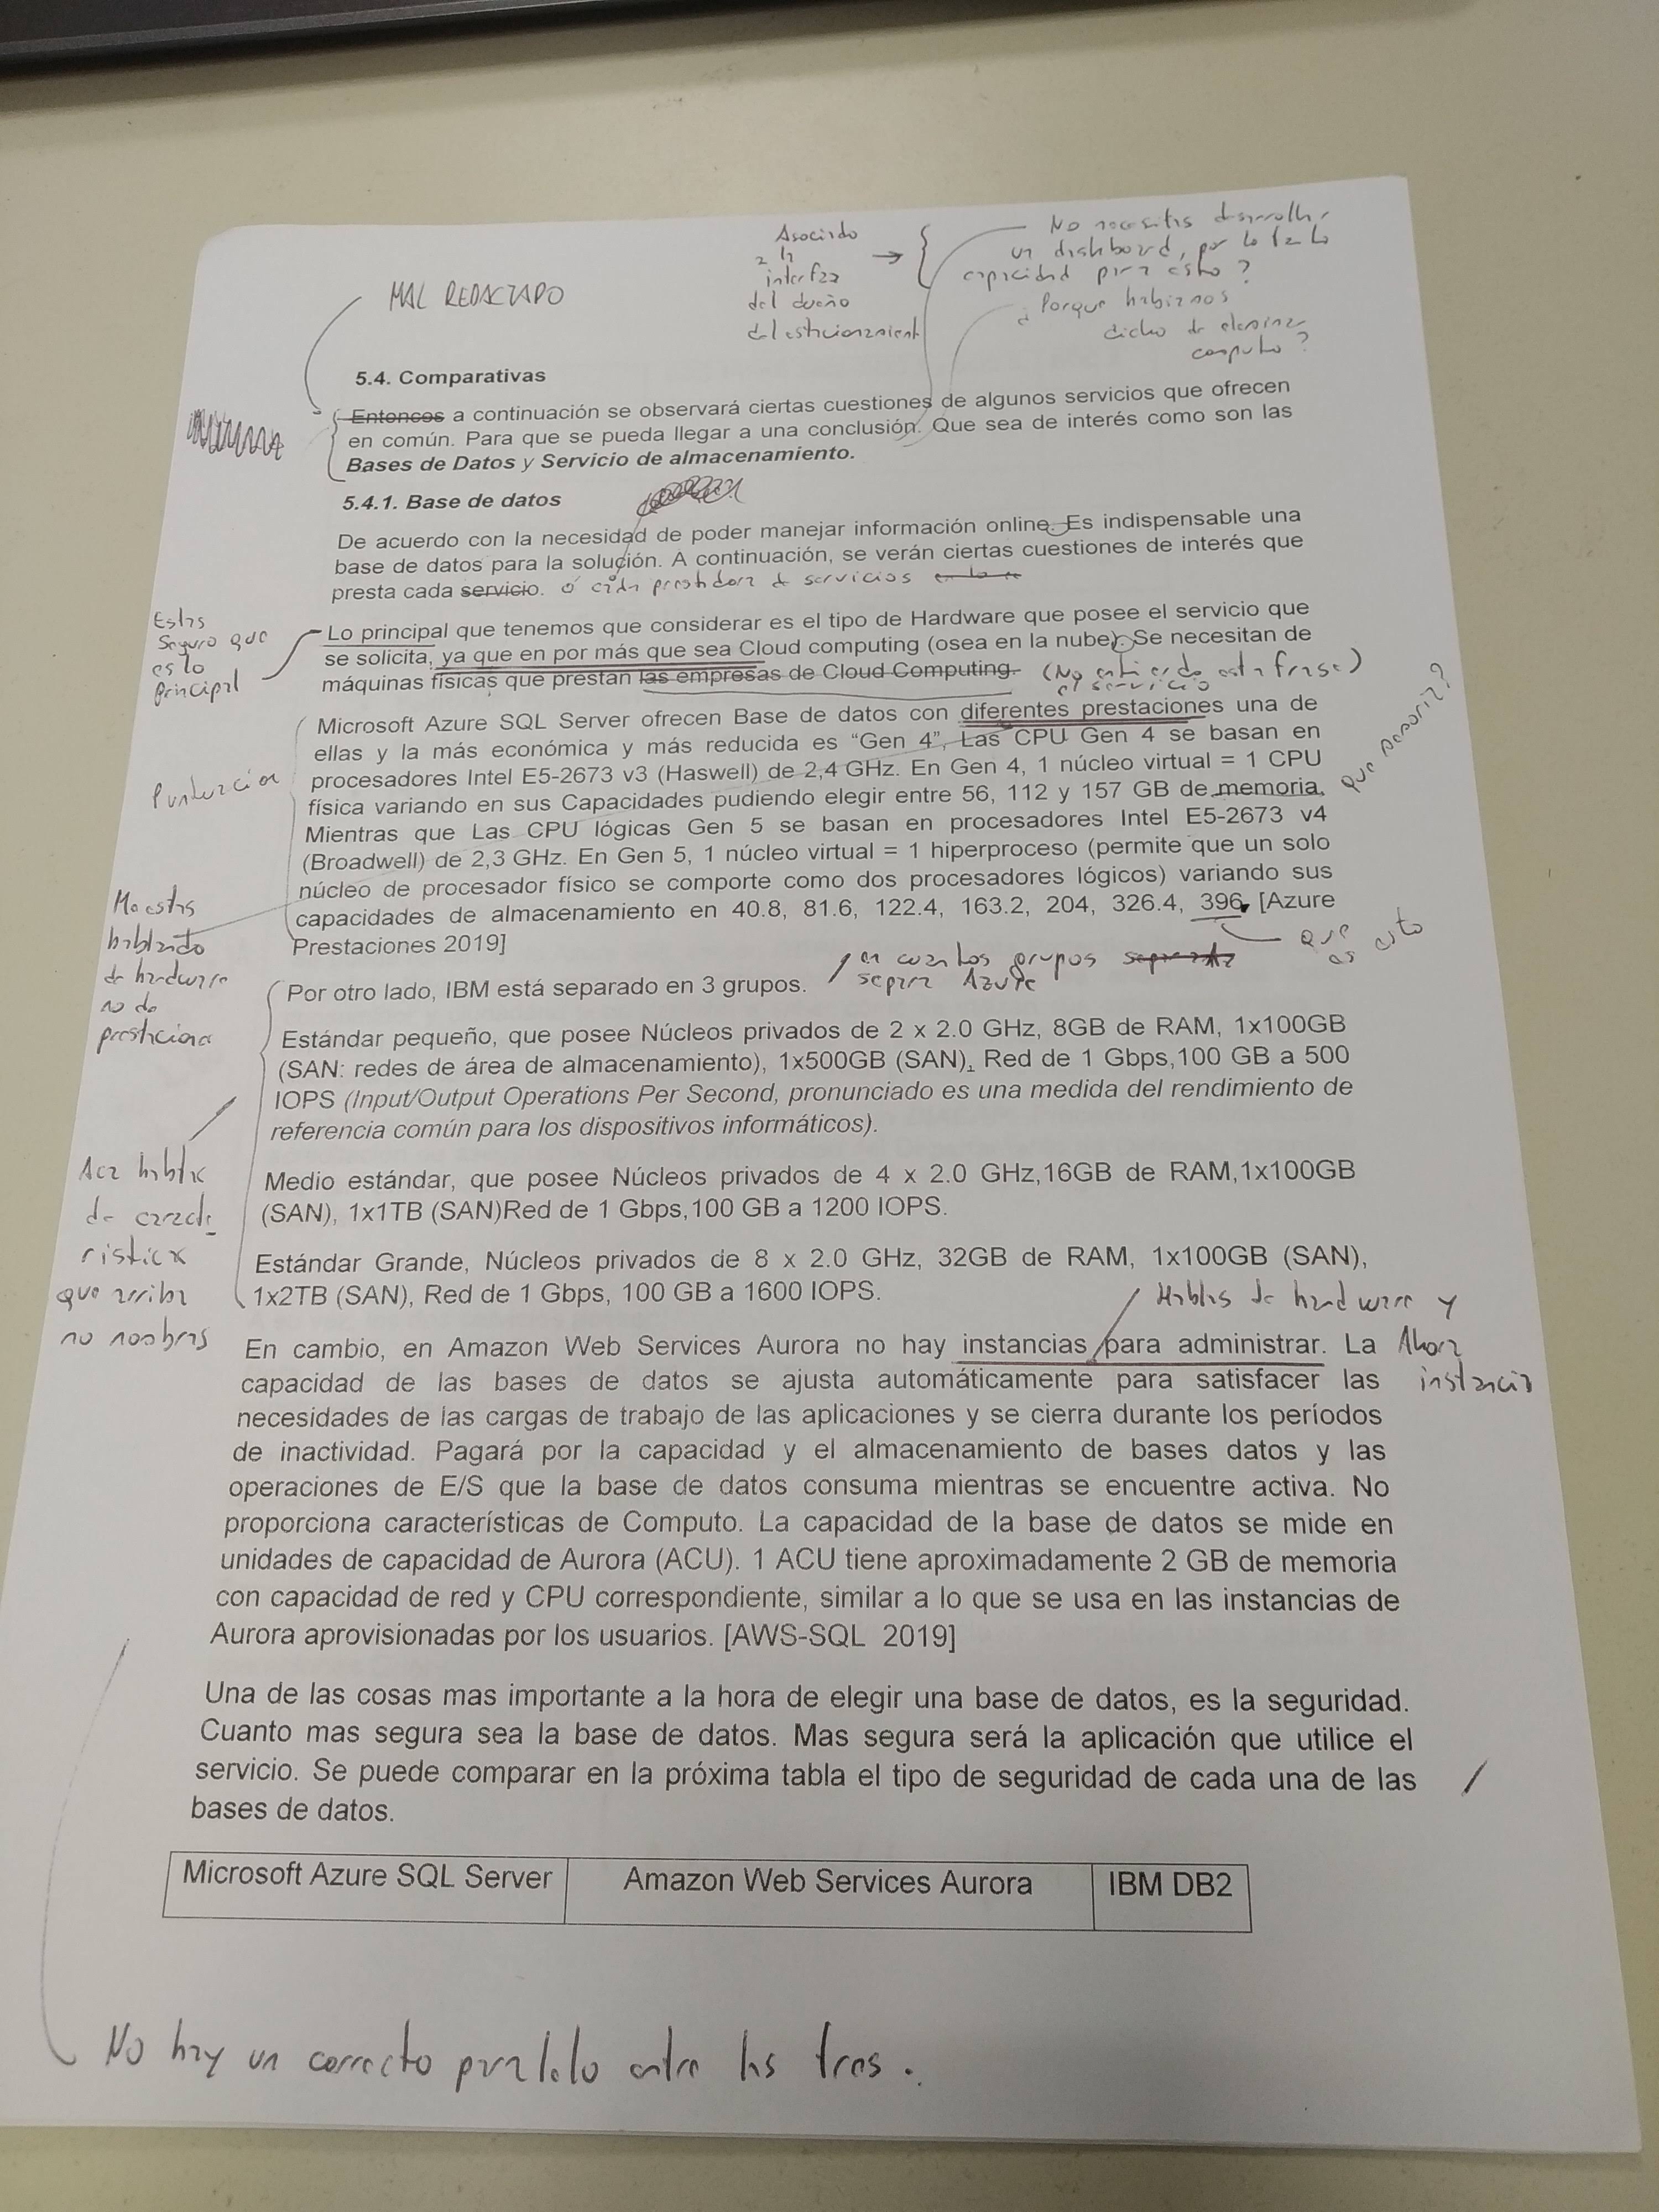 Asociado
a la
interfaz
del dueño
del estacionamient
No necesitas desarrollar
un dashboard, por lo tanto
capacidad para esto?
¿Porque habiamos
dicho de eliminar
computo?
MAL REDACTADO
5.4. Comparativas
Entonces a continuación se observará ciertas cuestiones de algunos servicios que ofrecen
en común. Para que se pueda llegar a una conclusión. Que sea de interés como son las
Bases de Datos y Servicio de almacenamiento.
5.4.1. Base de datos
De acuerdo con la necesidad de poder manejar información online. Es indispensable una
base de datos para la solución. A continuación, se verán ciertas cuestiones de interés que
presta cada servicio. ó cada prestadora de servicios
Estas
Seguro que
es lo
principal
Lo principal que tenemos que considerar es el tipo de Hardware que posee el servicio que
se solicita, ya que en por más que sea Cloud computing (osea en la nube). Se necesitan de
máquinas físicas que prestan las empresas de Cloud Computing. (No entiendo esta frase)
el servicio
Puntuacion
Microsoft Azure SQL Server ofrecen Base de datos con diferentes prestaciones una de
ellas y la más económica y más reducida es “Gen 4”, Las CPU Gen 4 se basan en
procesadores Intel E5-2673 v3 (Haswell) de 2,4 GHz. En Gen 4, 1 núcleo virtual = 1 CPU
física variando en sus Capacidades pudiendo elegir entre 56, 112 y 157 GB de memoria.
Que memoria?
Mientras que Las CPU lógicas Gen 5 se basan en procesadores Intel E5-2673 v4
(Broadwell) de 2,3 GHz. En Gen 5, 1 núcleo virtual = 1 hiperproceso (permite que un solo
núcleo de procesador físico se comporte como dos procesadores lógicos) variando sus
capacidades de almacenamiento en 40.8, 81.6, 122.4, 163.2, 204, 326.4, 396. [Azure
Prestaciones 2019]
que es esto
Me estas
hablando
de hardware
no de
prestaciona
Por otro lado, IBM está separado en 3 grupos.
en cuantos grupos
separa Azure
Estándar pequeño, que posee Núcleos privados de 2 x 2.0 GHz, 8GB de RAM, 1x100GB
(SAN: redes de área de almacenamiento), 1x500GB (SAN), Red de 1 Gbps,100 GB a 500
IOPS (Input/Output Operations Per Second, pronunciado es una medida del rendimiento de
referencia común para los dispositivos informáticos).
Aca hablas
de caracte
risticas
que arriba
no nombras
Medio estándar, que posee Núcleos privados de 4 x 2.0 GHz,16GB de RAM,1x100GB
(SAN), 1x1TB (SAN)Red de 1 Gbps,100 GB a 1200 IOPS.
Estándar Grande, Núcleos privados de 8 x 2.0 GHz, 32GB de RAM, 1x100GB (SAN),
1x2TB (SAN), Red de 1 Gbps, 100 GB a 1600 IOPS.
Hablas de hardware y
Ahora
instancia
En cambio, en Amazon Web Services Aurora no hay instancias para administrar. La
capacidad de las bases de datos se ajusta automáticamente para satisfacer las
necesidades de las cargas de trabajo de las aplicaciones y se cierra durante los períodos
de inactividad. Pagará por la capacidad y el almacenamiento de bases datos y las
operaciones de E/S que la base de datos consuma mientras se encuentre activa. No
proporciona características de Computo. La capacidad de la base de datos se mide en
unidades de capacidad de Aurora (ACU). 1 ACU tiene aproximadamente 2 GB de memoria
con capacidad de red y CPU correspondiente, similar a lo que se usa en las instancias de
Aurora aprovisionadas por los usuarios. [AWS-SQL 2019]
Una de las cosas mas importante a la hora de elegir una base de datos, es la seguridad.
Cuanto mas segura sea la base de datos. Mas segura será la aplicación que utilice el
servicio. Se puede comparar en la próxima tabla el tipo de seguridad de cada una de las
bases de datos.
Microsoft Azure SQL Server Amazon Web Services Aurora IBM DB2
No hay un correcto paralelo entre las tres.